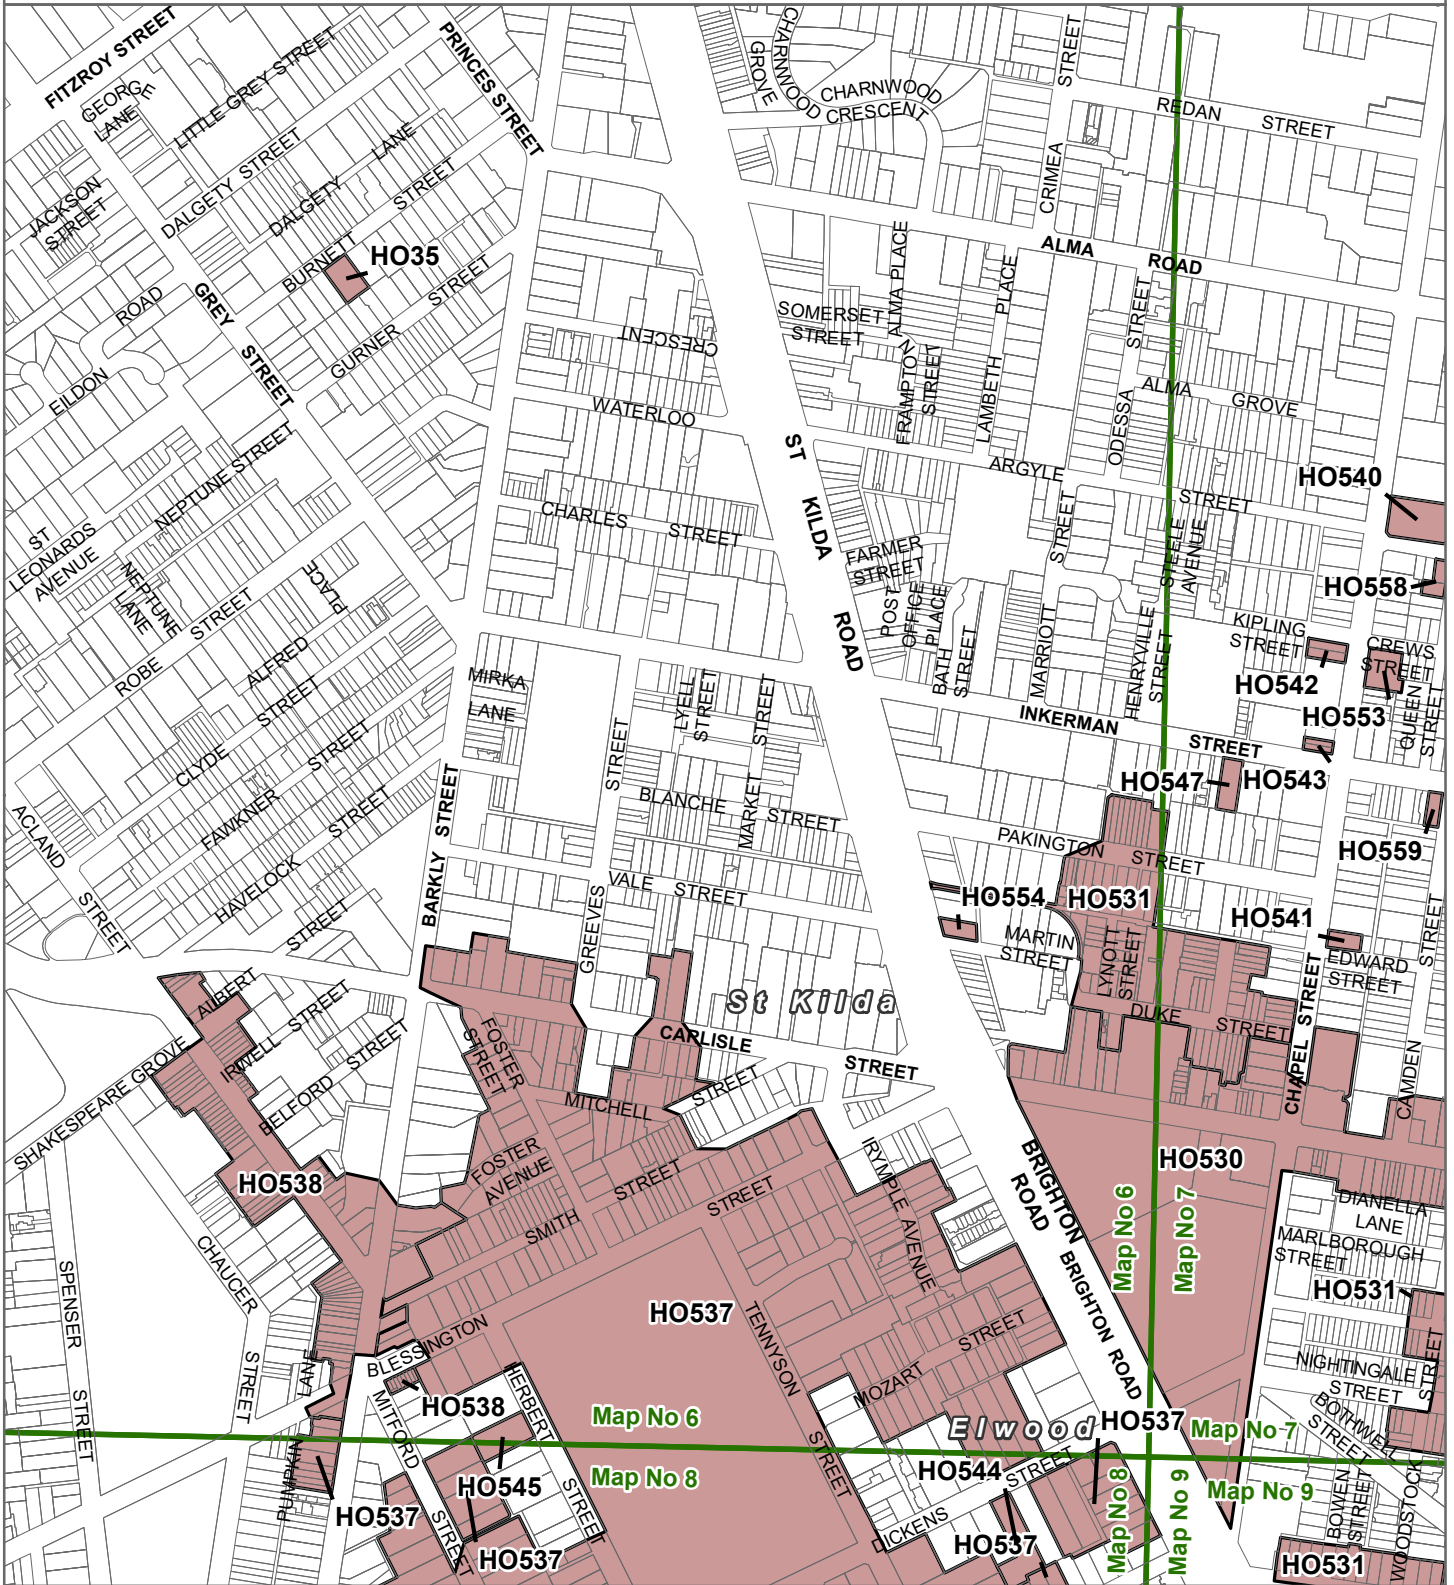 FITZROY STREET
GEORGE
LANE
LITTLE GREY STREET
PRINCES STREET
CHARNWOOD
GROVE
CHARNWOOD
CRESCENT
STREET
REDAN STREET
JACKSON
STREET
DALGETY STREET
DALGETY LANE
CRIMEA
BURNETT STREET
HO35
EILDON ROAD
GREY STREET
GURNER STREET
ALMA ROAD
ALMA PLACE
SOMERSET
STREET
CRESCENT
WATERLOO
FRAMPTON
STREET
LAMBETH PLACE
ODESSA STREET
ALMA GROVE
ST KILDA ROAD
ARGYLE STREET
HO540
ST
LEONARDS
AVENUE
NEPTUNE STREET
NEPTUNE
LANE
CHARLES STREET
FARMER
STREET
STREET
STEELE
AVENUE
HO558
ROBE STREET
ALFRED PLACE
POST
OFFICE
PLACE
BATH
STREET
MARRIOTT
HENRYVILLE
STREET
KIPLING
STREET
CREWS
STREET
HO542
HO553
QUEEN
STREET
MIRKA
LANE
LYELL
STREET
MARKET STREET
INKERMAN STREET
CLYDE STREET
HO547
HO543
FAWKNER STREET
BARKLY STREET
BLANCHE STREET
ACLAND STREET
HAVELOCK STREET
GREEVES STREET
VALE STREET
PAKINGTON STREET
HO559
HO554
HO531
HO541
MARTIN
STREET
LYNOTT
STREET
EDWARD
STREET
STREET
ALBERT
St Kilda
CARLISLE STREET
DUKE STREET
CHAPEL STREET
SHAKESPEARE GROVE
IRWELL STREET
BELFORD STREET
FOSTER
STREET
MITCHELL STREET
CAMDEN
HO538
FOSTER
AVENUE
SMITH STREET
STREET
IRYMPLE AVENUE
BRIGHTON
ROAD
HO530
Map No 6
Map No 7
DIANELLA
LANE
MARLBOROUGH
STREET
SPENSER STREET
CHAUCER STREET
HO537
TENNYSON STREET
BRIGHTON ROAD
HO531
BLESSINGTON
MOZART STREET
NIGHTINGALE
STREET
STREET
PUMPKIN LANE
MITFORD STREET
HO538
HERBERT STREET
Map No 6
Elwood
HO537
Map No 7
BOTHWELL
STREET
Map No 8
HO545
HO544
DICKENS STREET
Map No 8
Map No 9
Map No 9
BOWEN
STREET
WOODSTOCK
HO537
HO537
HO537
HO531